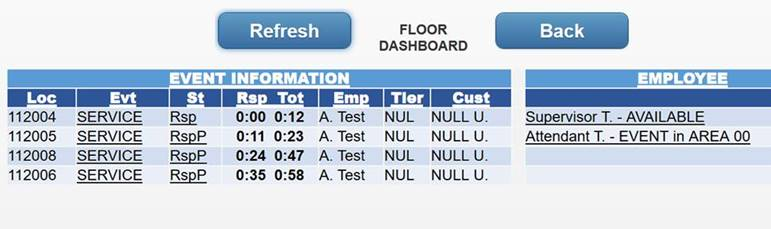 Refresh
FLOOR
DASHBOARD
Back
EVENT INFORMATION
Loc Evt St Rsp Tot Emp Tier Cust
112004 SERVICE Rsp 0:00 0:12 A. Test NUL NULL U.
112005 SERVICE RspP 0:11 0:23 A. Test NUL NULL U.
112008 SERVICE RspP 0:24 0:47 A. Test NUL NULL U.
112006 SERVICE RspP 0:35 0:58 A. Test NUL NULL U.
EMPLOYEE
Supervisor T. - AVAILABLE
Attendant T. - EVENT in AREA 00